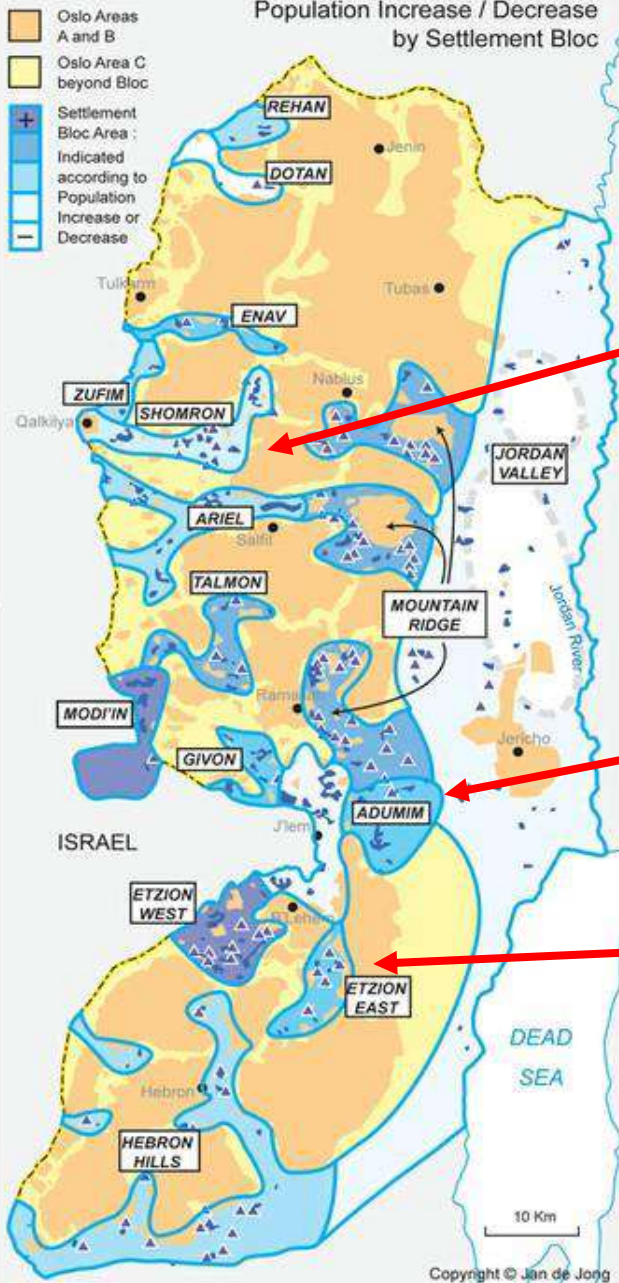 Population Increase / Decrease
by Settlement Bloc
Oslo Areas
A and B
Oslo Area C
beyond Bloc
+
Settlement
Bloc Area :
Indicated
according to
Population
Increase or
Decrease
–
REHAN
Jenin
DOTAN
Tulkarm
Tubas
ENAV
Nablus
ZUFIM
SHOMRON
Qalkilya
JORDAN
VALLEY
ARIEL
Salfit
TALMON
MOUNTAIN
RIDGE
Jordan River
Ramallah
MODI'IN
Jericho
GIVON
ADUMIM
J'lem
ISRAEL
ETZION
WEST
B'Lehem
ETZION
EAST
DEAD
SEA
Hebron
HEBRON
HILLS
10 Km
Copyright © Jan de Jong